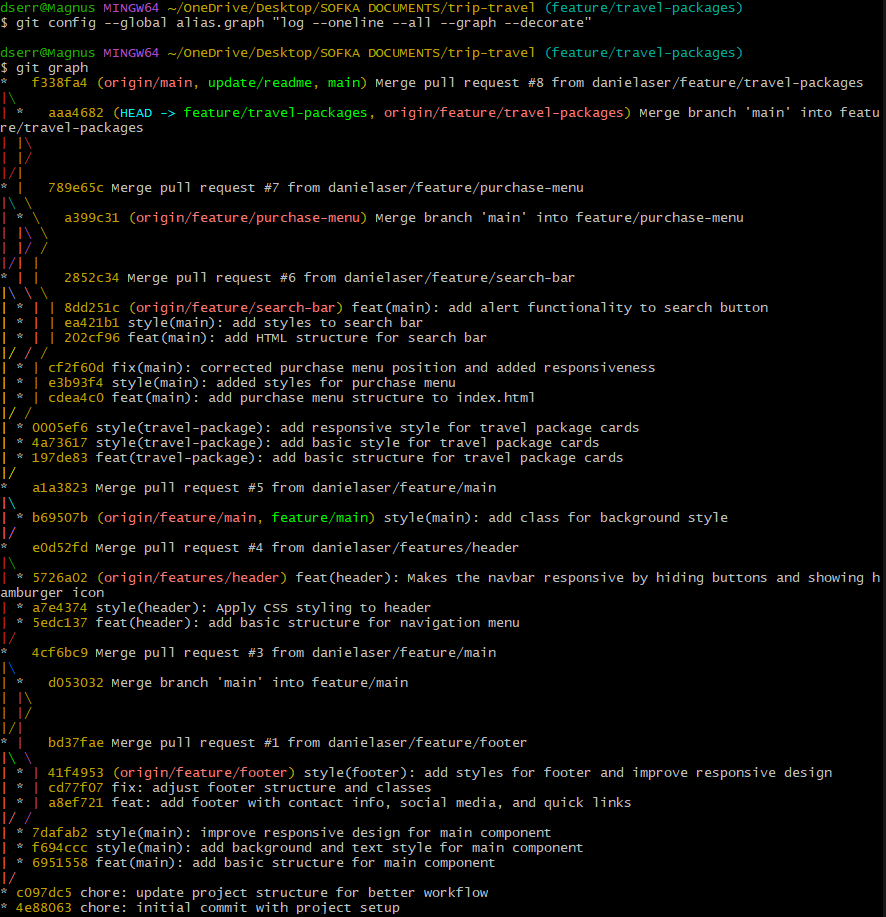 dserr@Magnus MINGW64 ~/OneDrive/Desktop/SOFKA DOCUMENTS/trip-travel (feature/travel-packages)
$ git config --global alias.graph "log --oneline --all --graph --decorate"
dserr@Magnus MINGW64 ~/OneDrive/Desktop/SOFKA DOCUMENTS/trip-travel (feature/travel-packages)
$ git graph
*   f338fa4 (origin/main, update/readme, main) Merge pull request #8 from danielaser/feature/travel-packages
|\
| *   aaa4682 (HEAD -> feature/travel-packages, origin/feature/travel-packages) Merge branch 'main' into featu
re/travel-packages
| |\
| |/
|/|
* |   789e65c Merge pull request #7 from danielaser/feature/purchase-menu
|\ \
| * \   a399c31 (origin/feature/purchase-menu) Merge branch 'main' into feature/purchase-menu
| |\ \
| |/ /
|/| |
* | |   2852c34 Merge pull request #6 from danielaser/feature/search-bar
|\ \ \
| * | | 8dd251c (origin/feature/search-bar) feat(main): add alert functionality to search button
| * | | ea421b1 style(main): add styles to search bar
| * | | 202cf96 feat(main): add HTML structure for search bar
|/ / /
| * | cf2f60d fix(main): corrected purchase menu position and added responsiveness
| * | e3b93f4 style(main): added styles for purchase menu
| * | cdea4c0 feat(main): add purchase menu structure to index.html
|/ /
| * 0005ef6 style(travel-package): add responsive style for travel package cards
| * 4a73617 style(travel-package): add basic style for travel package cards
| * 197de83 feat(travel-package): add basic structure for travel package cards
|/
*   a1a3823 Merge pull request #5 from danielaser/feature/main
|\
| * b69507b (origin/feature/main, feature/main) style(main): add class for background style
|/
*   e0d52fd Merge pull request #4 from danielaser/features/header
|\
| * 5726a02 (origin/features/header) feat(header): Makes the navbar responsive by hiding buttons and showing h
amburger icon
| * a7e4374 style(header): Apply CSS styling to header
| * 5edc137 feat(header): add basic structure for navigation menu
|/
*   4cf6bc9 Merge pull request #3 from danielaser/feature/main
|\
| *   d053032 Merge branch 'main' into feature/main
| |\
| |/
|/|
* |   bd37fae Merge pull request #1 from danielaser/feature/footer
|\ \
| * | 41f4953 (origin/feature/footer) style(footer): add styles for footer and improve responsive design
| * | cd77f07 fix: adjust footer structure and classes
| * | a8ef721 feat: add footer with contact info, social media, and quick links
|/ /
| * 7dafab2 style(main): improve responsive design for main component
| * f694ccc style(main): add background and text style for main component
| * 6951558 feat(main): add basic structure for main component
|/
* c097dc5 chore: update project structure for better workflow
* 4e88063 chore: initial commit with project setup